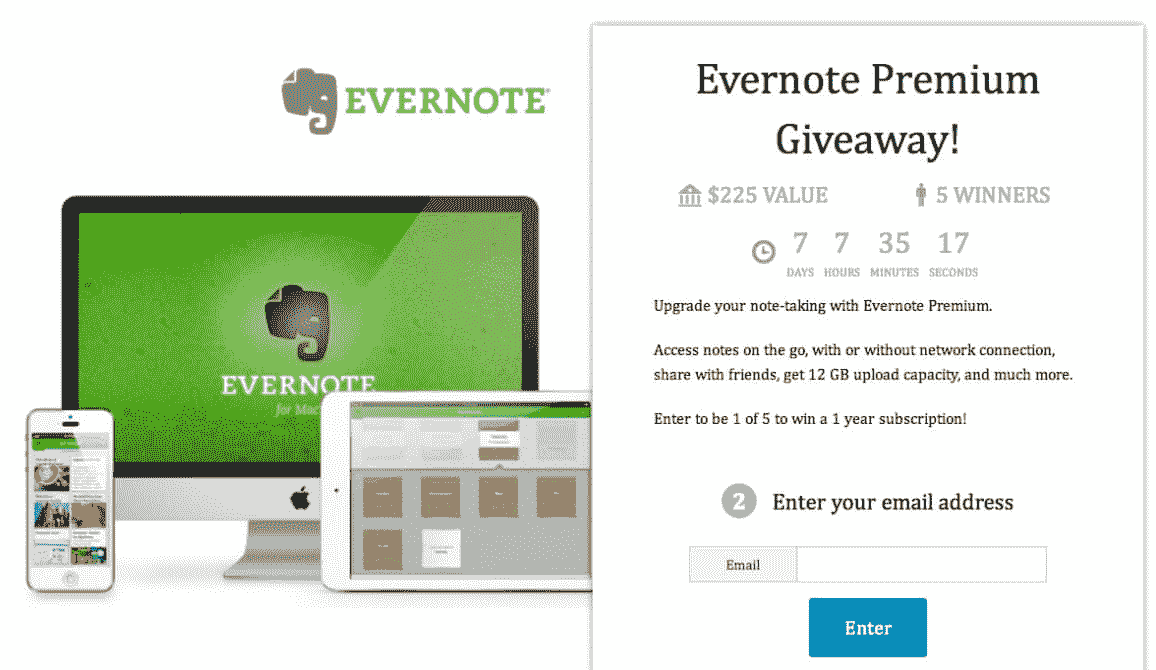 EVERNOTE
EVERNOTE
for Mac
Evernote Premium
Giveaway!
$225 VALUE
5 WINNERS
7 7 35 17
DAYS HOURS MINUTES SECONDS
Upgrade your note-taking with Evernote Premium.
Access notes on the go, with or without network connection,
share with friends, get 12 GB upload capacity, and much more.
Enter to be 1 of 5 to win a 1 year subscription!
2 Enter your email address
Email
Enter